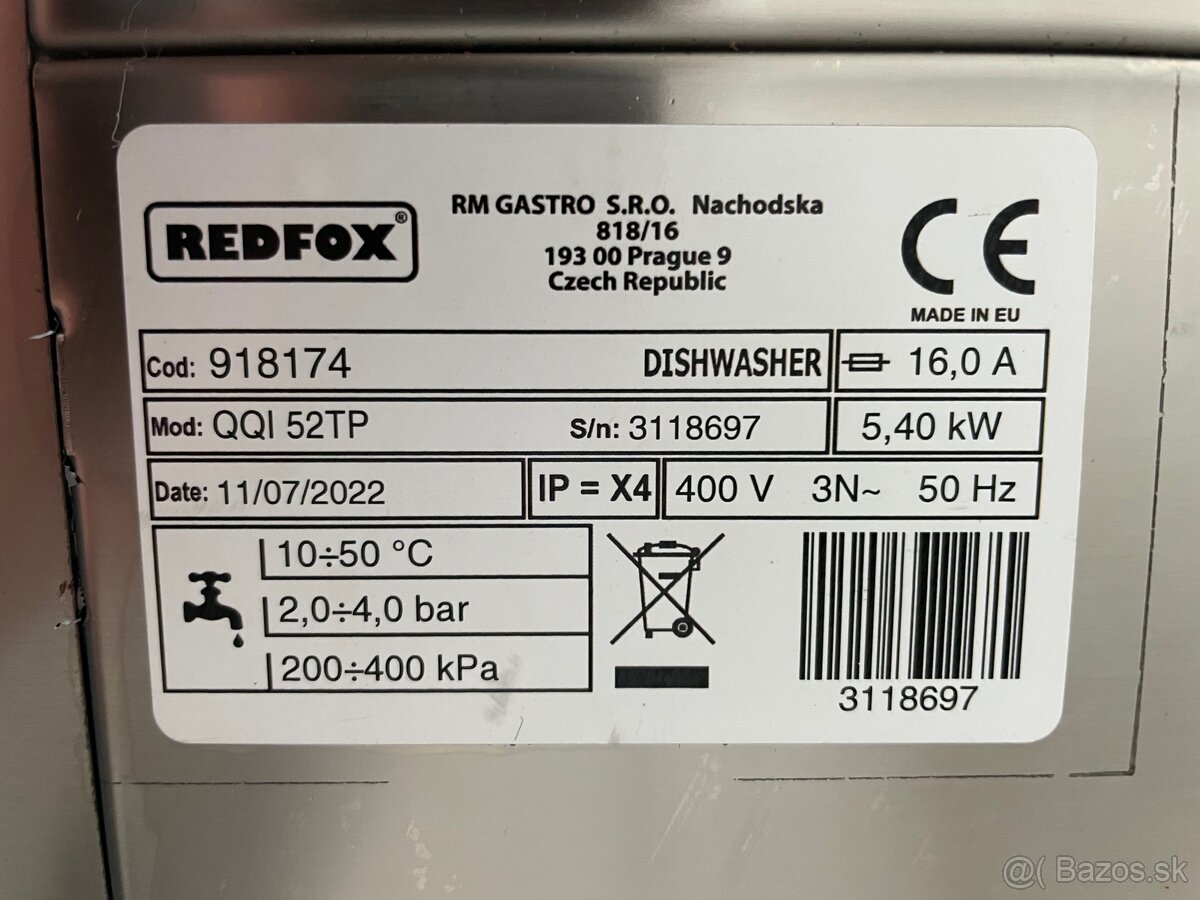 REDFOX®
RM GASTRO S.R.O. Nachodska
818/16
193 00 Prague 9
Czech Republic
CE
MADE IN EU
Cod: 918174 DISHWASHER 16,0 A
Mod: QQI 52TP S/n: 3118697 5,40 kW
Date: 11/07/2022 IP = X4 400 V 3N~ 50 Hz
10÷50 °C
2,0÷4,0 bar
200÷400 kPa
3118697
@( Bazos.sk